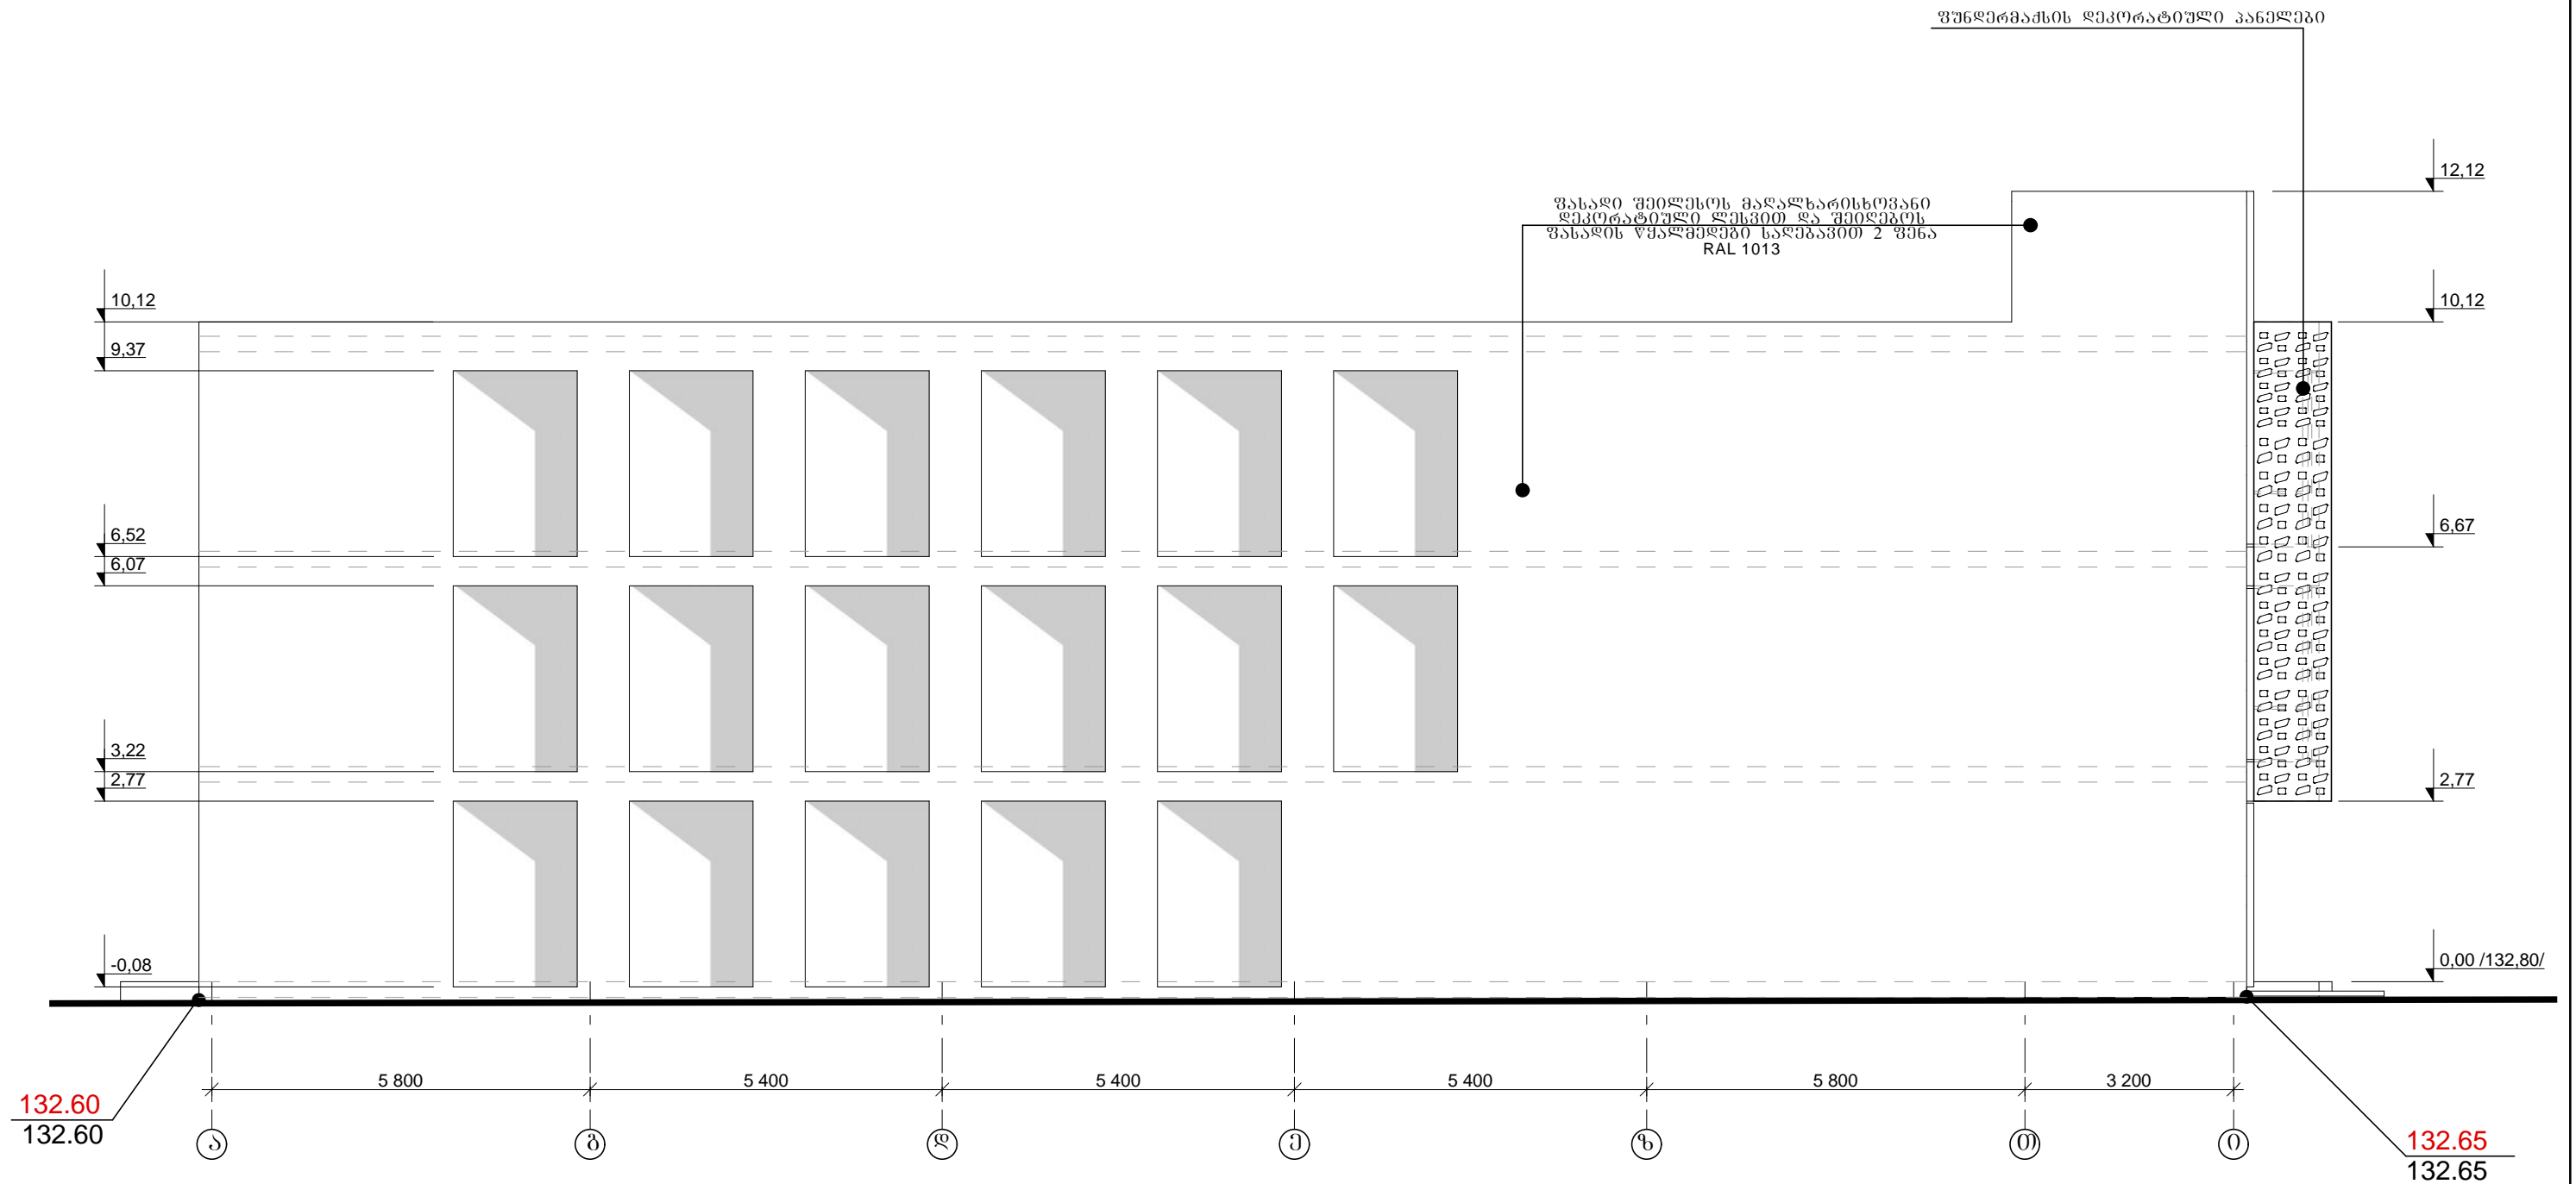 ფუნდერმაქსის დეკორატიული პანელები
12,12
ფასადი შეილესოს მაღალხარისხოვანი
დეკორატიული ლესვით და შეიღებოს
ფასადის წყალმედეგი საღებავით 2 ფენა
RAL 1013
10,12
10,12
9,37
6,52
6,67
6,07
3,22
2,77
2,77
-0,08
0,00 /132,80/
5 800
5 400
5 400
5 400
5 800
3 200
132.60
132.60
ა
გ
დ
ე
ზ
თ
ი
132.65
132.65